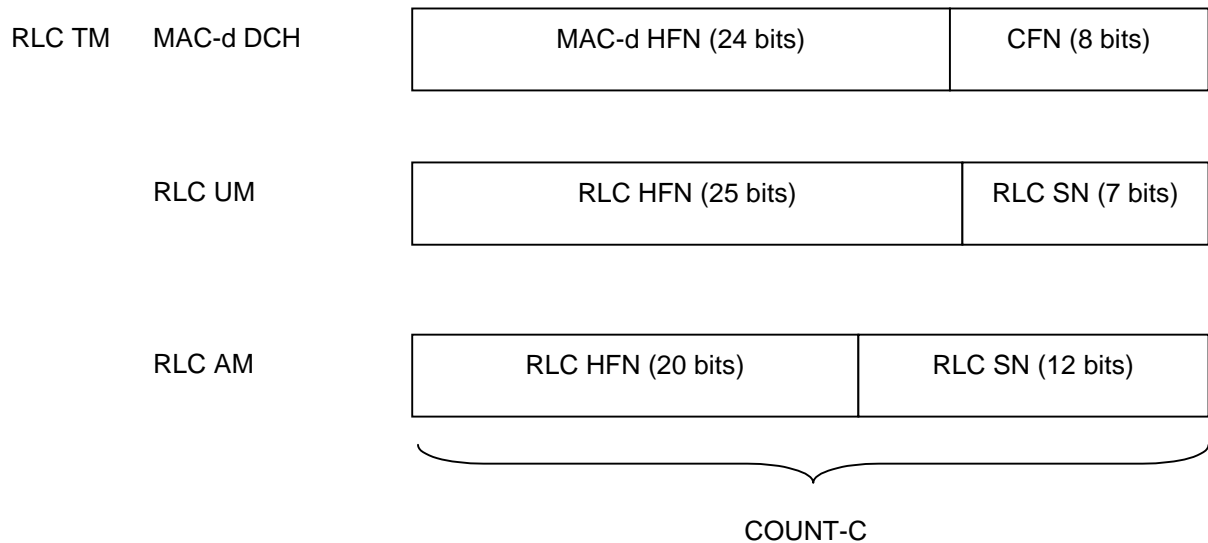 RLC TM MAC-d DCH MAC-d HFN (24 bits) CFN (8 bits)
RLC UM RLC HFN (25 bits) RLC SN (7 bits)
RLC AM RLC HFN (20 bits) RLC SN (12 bits)
COUNT-C